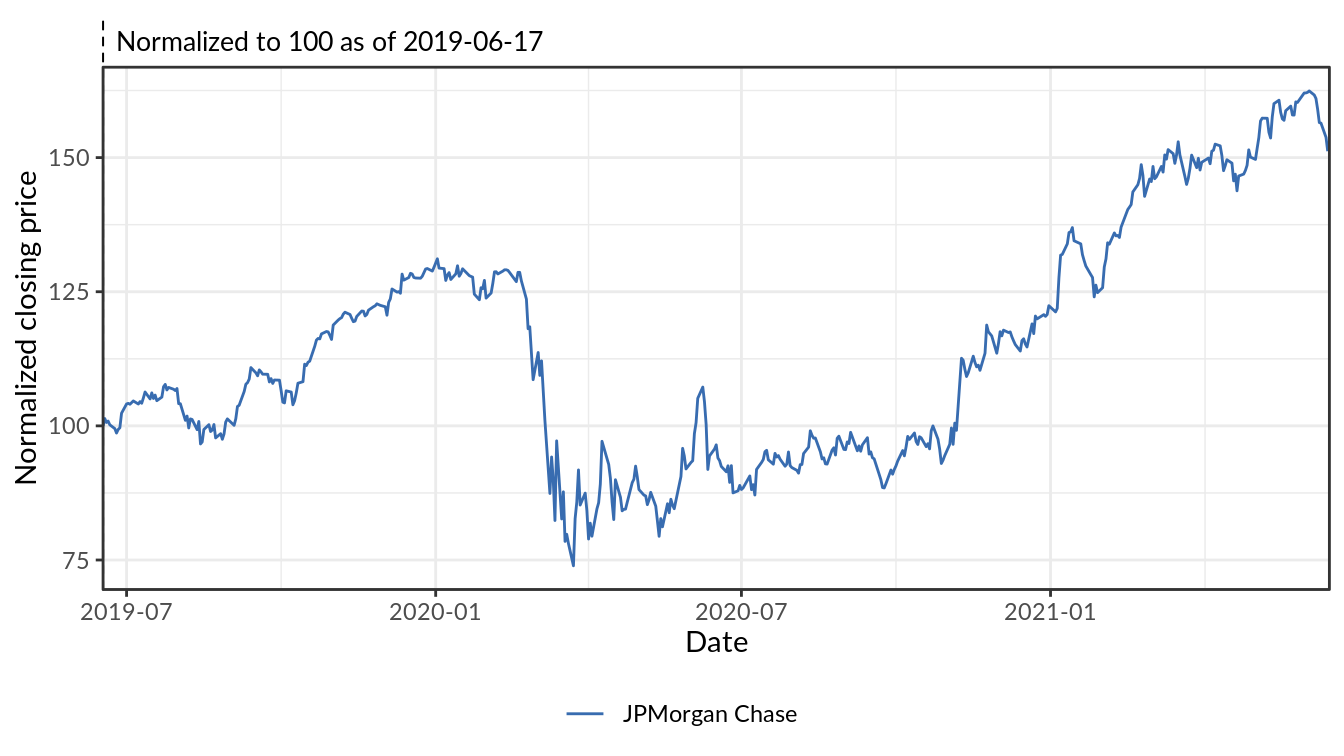 Normalized to 100 as of 2019-06-17
Normalized closing price
150
125
100
75
2019-07
2020-01
2020-07
2021-01
Date
JPMorgan Chase